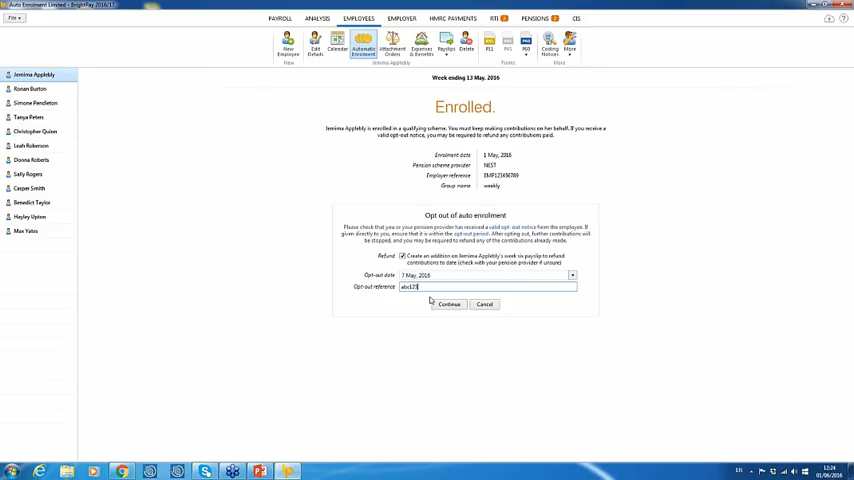 Auto Enrolment Limited - BrightPay 2016/17
File
PAYROLL ANALYSIS EMPLOYEES EMPLOYER HMRC PAYMENTS RTI PENSIONS CIS
New Employee
Edit Details
Calendar
Automatic Enrolment
Attachment Orders
Expenses & Benefits
Payslips
Delete
P11
P45
P60
More
Coding Notices
More
New
Jemima Applebly
Forms
More
Jemima Applebly
Ronan Burton
Simone Pendleton
Tanya Peters
Christopher Quinn
Leah Ruberson
Donna Roberts
Sally Rogers
Casper Smith
Benedict Taylor
Hayley Upton
Max Yates
Week ending 13 May, 2016
Enrolled.
Jemima Applebly is enrolled in a qualifying scheme. You must keep making contributions on her behalf. If you receive a
valid opt-out notice, you may be required to refund any contributions paid.
Enrolment date 1 May, 2016
Pension scheme provider NEST
Employer reference EMP123456789
Group name weekly
Opt out of auto enrolment
Please check that you or your pension provider has received a valid opt-out notice from the employee. If
given directly to you, ensure that it is within the opt-out period. After opting out, further contributions will
be stopped, and you may be required to refund any of the contributions already made.
Refund Create an addition on Jemima Applebly's week six payslip to refund
contributions to date (check with your pension provider if unsure)
Opt-out date 7 May, 2016
Opt-out reference abc123
Continue Cancel
EN
12:24
01/06/2016